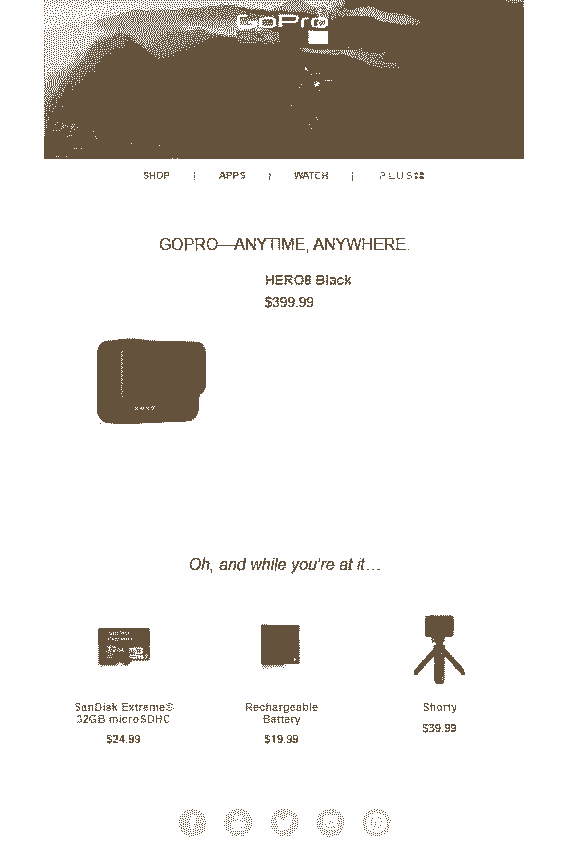 GoPro
SHOP | APPS | WATCH | PLUS
GOPRO—ANYTIME, ANYWHERE.
HERO8 Black
$399.99
Oh, and while you're at it…
SanDisk Extreme®
32GB microSDHC
$24.99
Rechargeable
Battery
$19.99
Shorty
$39.99